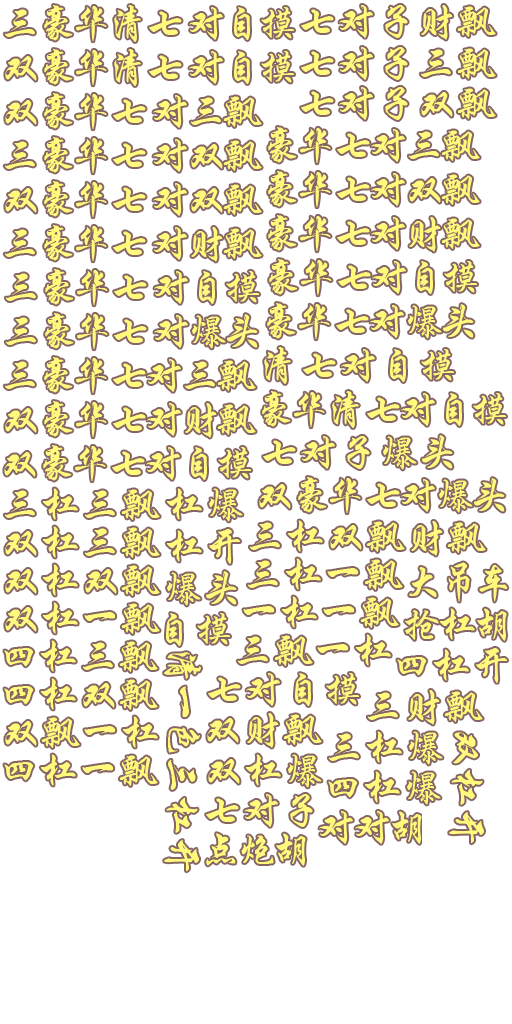 三豪华清七对自摸
七对子财飘
双豪华清七对自摸
七对子三飘
双豪华七对三飘
七对子双飘
三豪华七对双飘
豪华七对三飘
双豪华七对双飘
豪华七对双飘
三豪华七对财飘
豪华七对财飘
三豪华七对自摸
豪华七对自摸
三豪华七对爆头
豪华七对爆头
三豪华七对三飘
清七对自摸
双豪华七对财飘
豪华清七对自摸
双豪华七对自摸
七对子爆头
三杠三飘
杠爆
双豪华七对爆头
双杠三飘
杠开
三杠双飘
财飘
双杠双飘
爆头
三杠一飘
大吊车
双杠一飘
自摸
一杠一飘
抢杠胡
四杠三飘
清一色
三飘一杠
四杠开
四杠双飘
七对自摸
三财飘
双飘一杠
双财飘
三杠爆
双杠开
四杠一飘
三杠开
双杠爆
四杠爆
七对子
对对胡
点炮胡